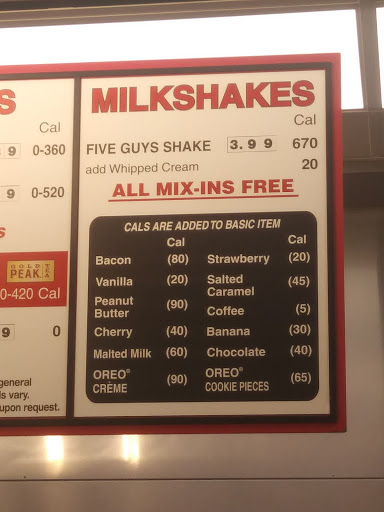 S
Cal
9 0-360
9 0-520
s
GOLD PEAK TEA
0-420 Cal
9 0
general
s vary.
upon request.
MILKSHAKES
Cal
FIVE GUYS SHAKE 3.99 670
add Whipped Cream 20
ALL MIX-INS FREE
CALS ARE ADDED TO BASIC ITEM
Cal Cal
Bacon (80) Strawberry (20)
Vanilla (20) Salted Caramel (45)
Peanut Butter (90) Coffee (5)
Cherry (40) Banana (30)
Malted Milk (60) Chocolate (40)
OREO® CRÈME (90) OREO® COOKIE PIECES (65)